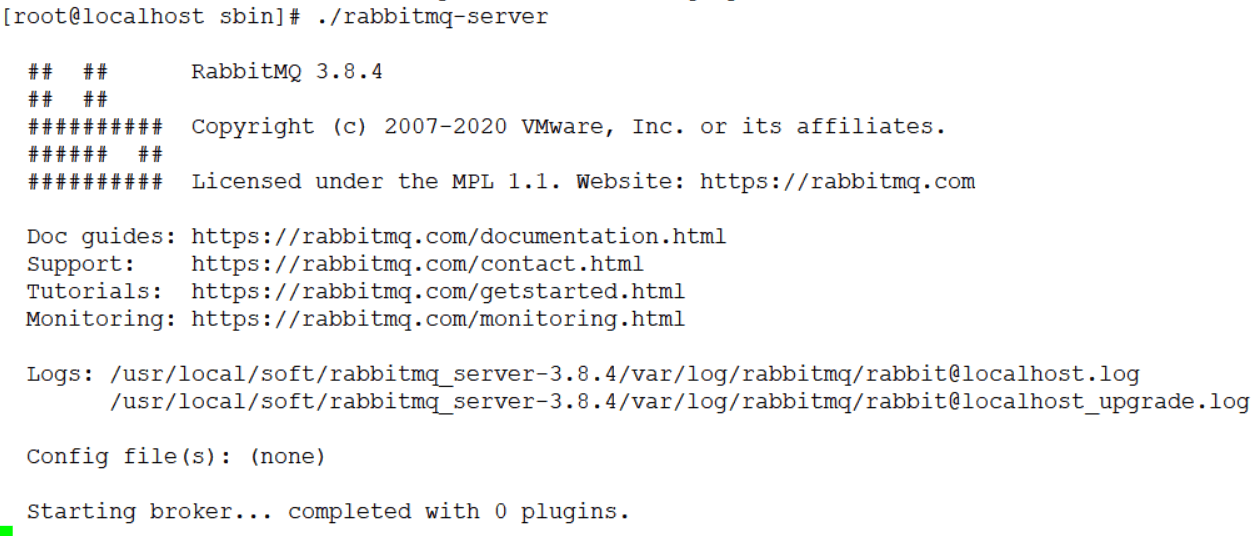 [root@localhost sbin]# ./rabbitmq-server
## ## RabbitMQ 3.8.4
## ##
########## Copyright (c) 2007-2020 VMware, Inc. or its affiliates.
###### ##
########## Licensed under the MPL 1.1. Website: https://rabbitmq.com
Doc guides: https://rabbitmq.com/documentation.html
Support: https://rabbitmq.com/contact.html
Tutorials: https://rabbitmq.com/getstarted.html
Monitoring: https://rabbitmq.com/monitoring.html
Logs: /usr/local/soft/rabbitmq_server-3.8.4/var/log/rabbitmq/rabbit@localhost.log
/usr/local/soft/rabbitmq_server-3.8.4/var/log/rabbitmq/rabbit@localhost_upgrade.log
Config file(s): (none)
Starting broker... completed with 0 plugins.